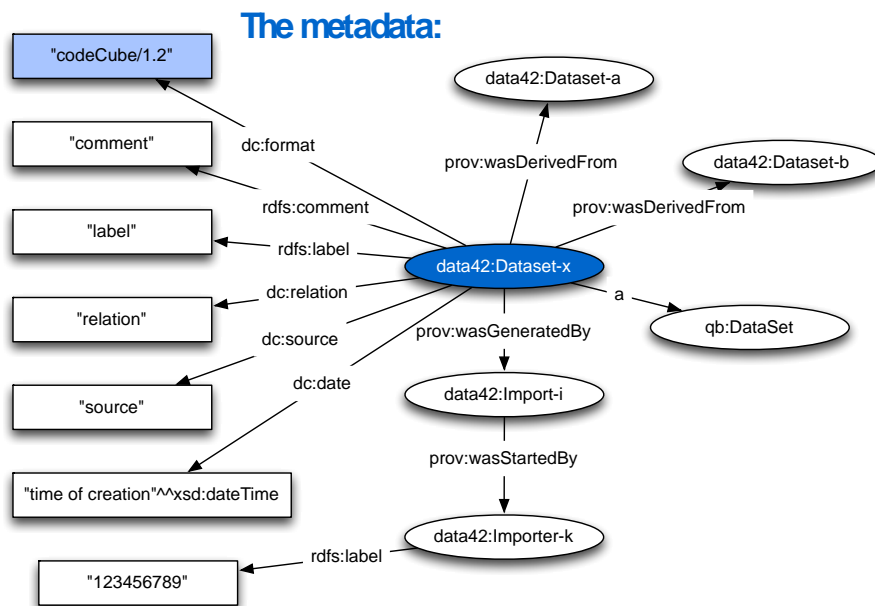 The metadata:
"codeCube/1.2"
data42:Dataset-a
dc:format
"comment"
prov:wasDerivedFrom
data42:Dataset-b
rdfs:comment
prov:wasDerivedFrom
"label"
rdfs:label
data42:Dataset-x
dc:relation
a
"relation"
prov:wasGeneratedBy
qb:DataSet
dc:source
dc:date
data42:Import-i
"source"
prov:wasStartedBy
"time of creation"^^xsd:dateTime
data42:Importer-k
rdfs:label
"123456789"